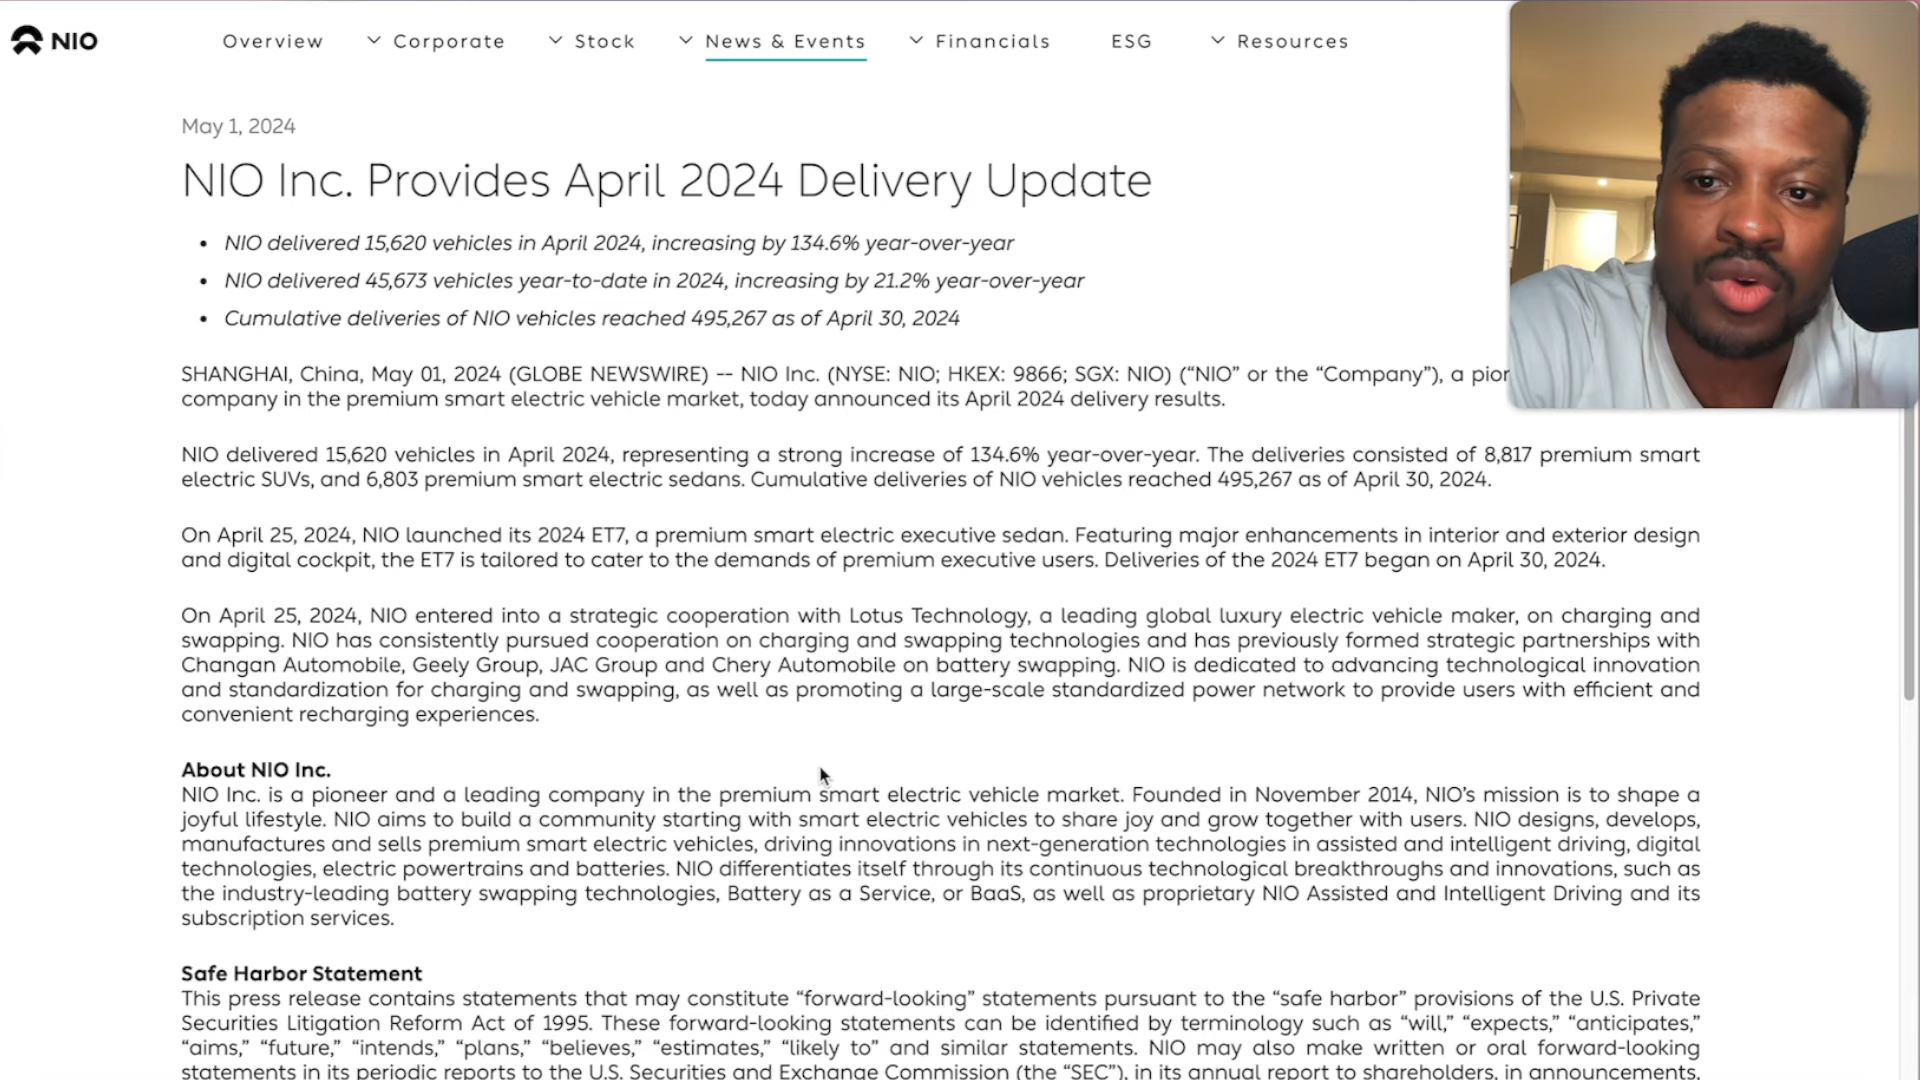 NIO
Overview Corporate Stock News & Events Financials ESG Resources
May 1, 2024
NIO Inc. Provides April 2024 Delivery Update
• NIO delivered 15,620 vehicles in April 2024, increasing by 134.6% year-over-year
• NIO delivered 45,673 vehicles year-to-date in 2024, increasing by 21.2% year-over-year
• Cumulative deliveries of NIO vehicles reached 495,267 as of April 30, 2024
SHANGHAI, China, May 01, 2024 (GLOBE NEWSWIRE) -- NIO Inc. (NYSE: NIO; HKEX: 9866; SGX: NIO) (“NIO” or the “Company”), a pior
company in the premium smart electric vehicle market, today announced its April 2024 delivery results.
NIO delivered 15,620 vehicles in April 2024, representing a strong increase of 134.6% year-over-year. The deliveries consisted of 8,817 premium smart
electric SUVs, and 6,803 premium smart electric sedans. Cumulative deliveries of NIO vehicles reached 495,267 as of April 30, 2024.
On April 25, 2024, NIO launched its 2024 ET7, a premium smart electric executive sedan. Featuring major enhancements in interior and exterior design
and digital cockpit, the ET7 is tailored to cater to the demands of premium executive users. Deliveries of the 2024 ET7 began on April 30, 2024.
On April 25, 2024, NIO entered into a strategic cooperation with Lotus Technology, a leading global luxury electric vehicle maker, on charging and
swapping. NIO has consistently pursued cooperation on charging and swapping technologies and has previously formed strategic partnerships with
Changan Automobile, Geely Group, JAC Group and Chery Automobile on battery swapping. NIO is dedicated to advancing technological innovation
and standardization for charging and swapping, as well as promoting a large-scale standardized power network to provide users with efficient and
convenient recharging experiences.
About NIO Inc.
NIO Inc. is a pioneer and a leading company in the premium smart electric vehicle market. Founded in November 2014, NIO’s mission is to shape a
joyful lifestyle. NIO aims to build a community starting with smart electric vehicles to share joy and grow together with users. NIO designs, develops,
manufactures and sells premium smart electric vehicles, driving innovations in next-generation technologies in assisted and intelligent driving, digital
technologies, electric powertrains and batteries. NIO differentiates itself through its continuous technological breakthroughs and innovations, such as
the industry-leading battery swapping technologies, Battery as a Service, or BaaS, as well as proprietary NIO Assisted and Intelligent Driving and its
subscription services.
Safe Harbor Statement
This press release contains statements that may constitute “forward-looking” statements pursuant to the “safe harbor” provisions of the U.S. Private
Securities Litigation Reform Act of 1995. These forward-looking statements can be identified by terminology such as “will,” “expects,” “anticipates,”
“aims,” “future,” “intends,” “plans,” “believes,” “estimates,” “likely to” and similar statements. NIO may also make written or oral forward-looking
statements in its periodic reports to the U.S. Securities and Exchange Commission (the “SEC”), in its annual report to shareholders, in announcements,